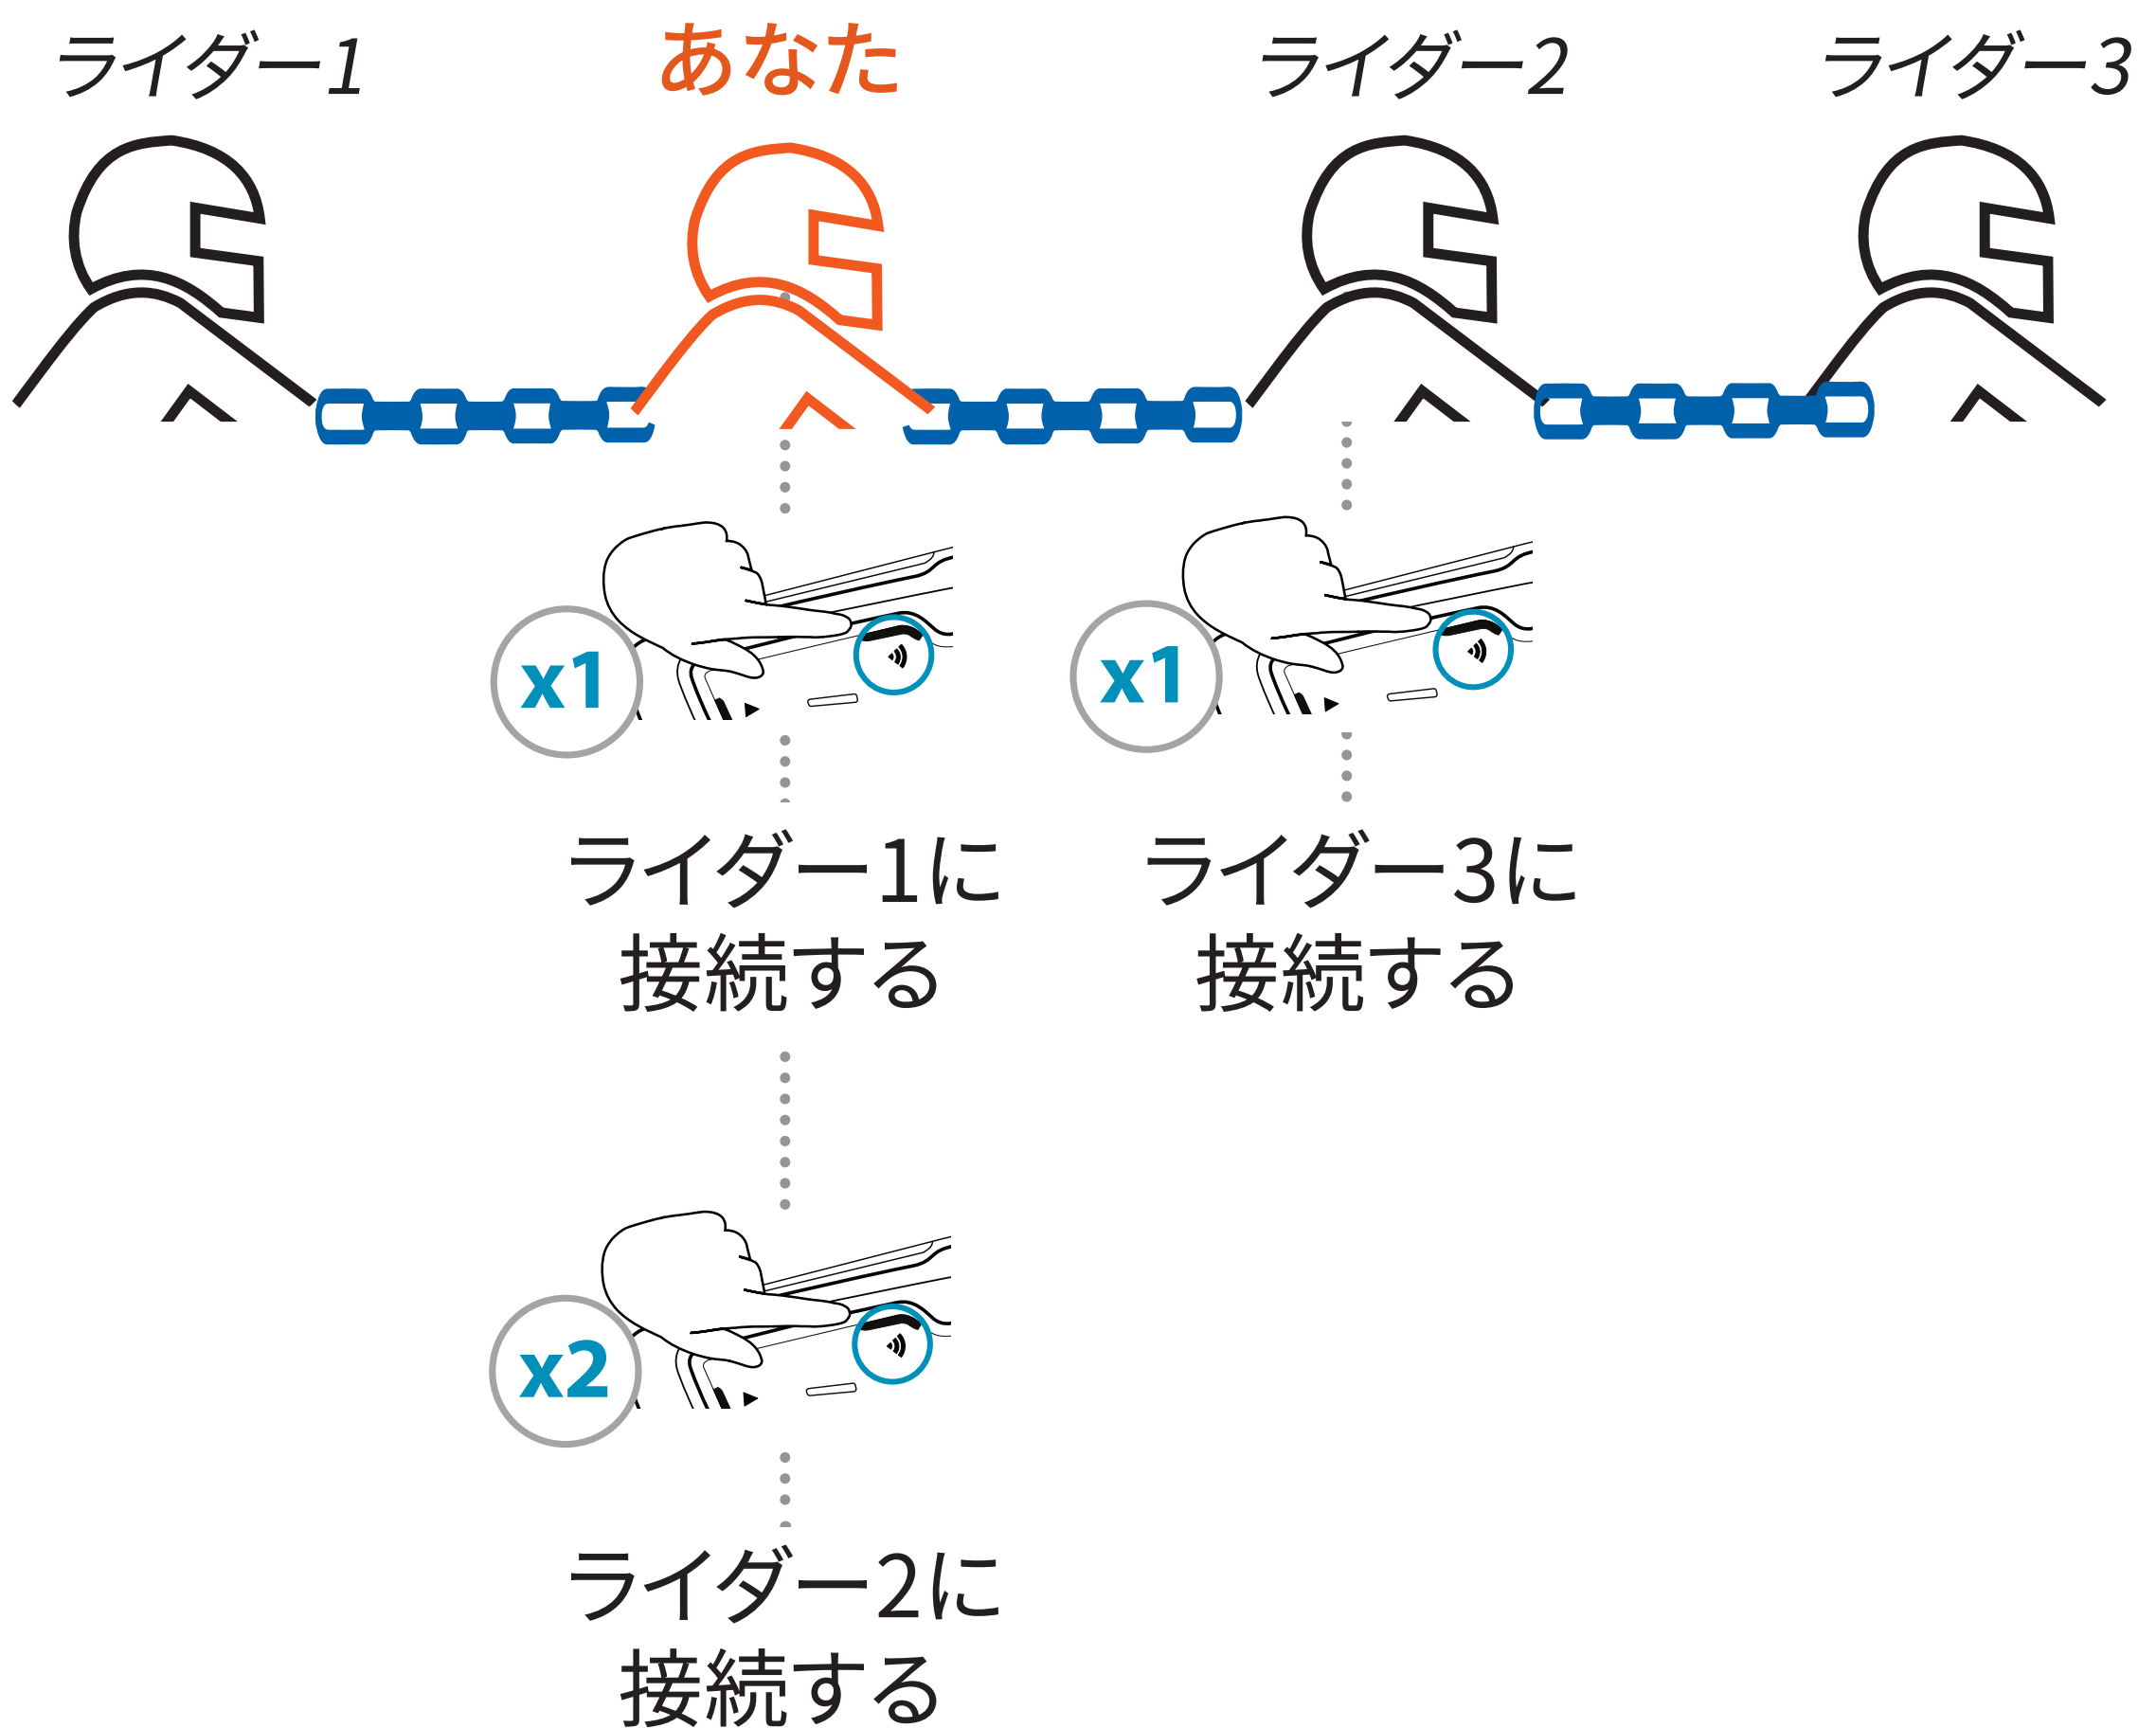 ライダー1
あなた
ライダー2
ライダー3
x1
x1
ライダー1に
接続する
ライダー3に
接続する
x2
ライダー2に
接続する